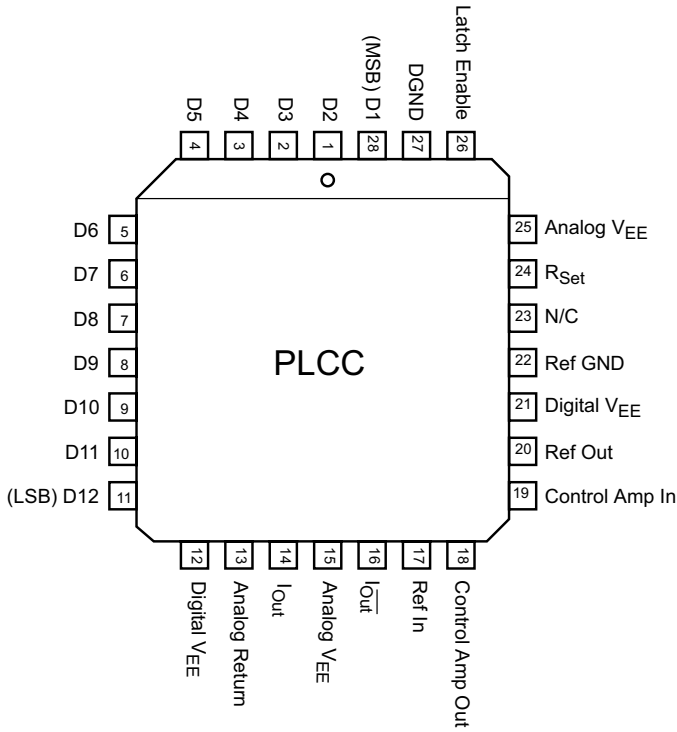 D5
D4
D3
D2
(MSB) D1
DGND
Latch Enable
4
3
2
1
28
27
26
D6 5
D7 6
D8 7
D9 8
D10 9
D11 10
(LSB) D12 11
PLCC
25 Analog VEE
24 RSet
23 N/C
22 Ref GND
21 Digital VEE
20 Ref Out
19 Control Amp In
12
13
14
15
16
17
18
Digital VEE
Analog Return
IOut
Analog VEE
IOut
Ref In
Control Amp Out